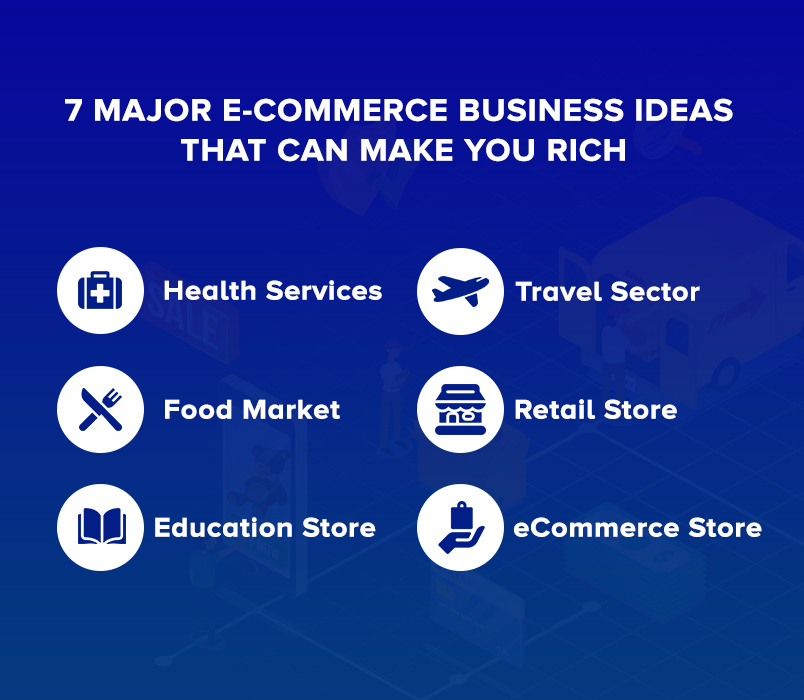 7 MAJOR E-COMMERCE BUSINESS IDEAS
THAT CAN MAKE YOU RICH
Health Services
Travel Sector
SALE
Food Market
Retail Store
Education Store
eCommerce Store